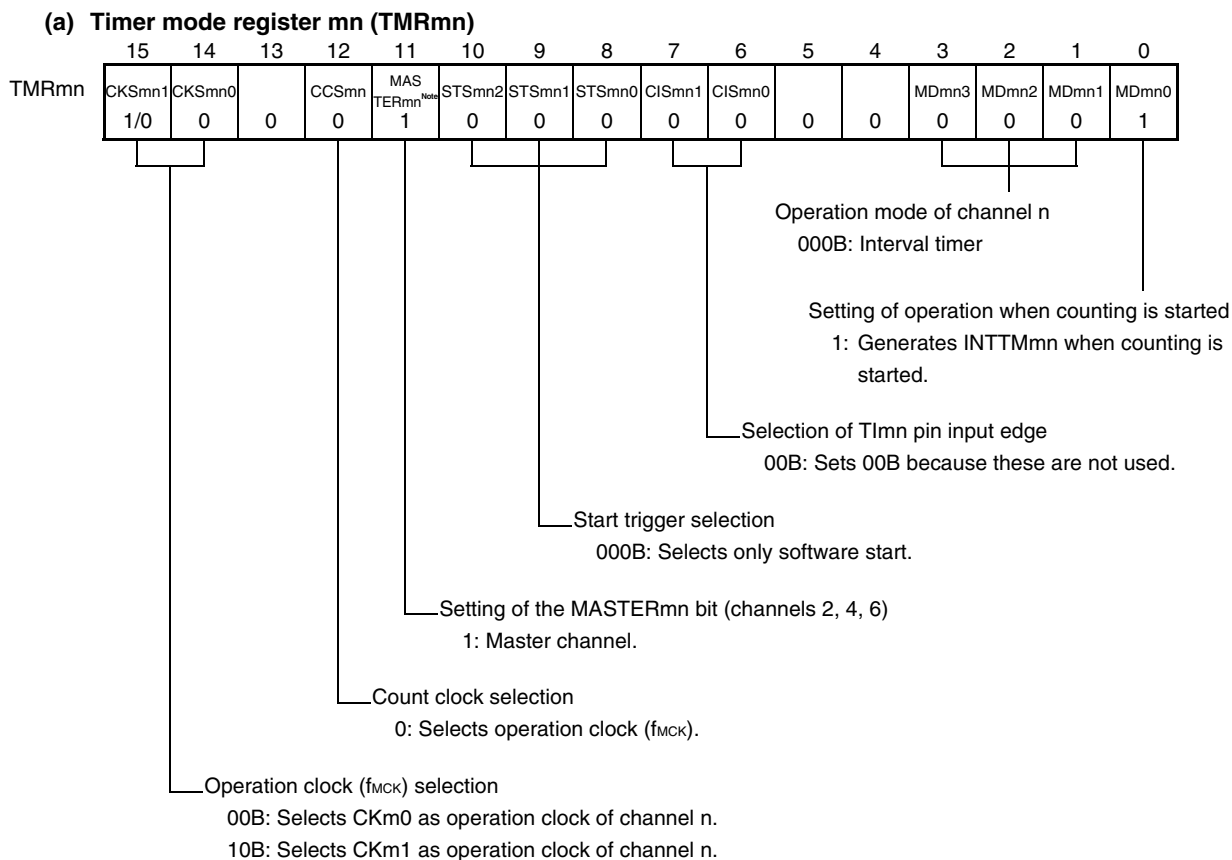 (a) Timer mode register mn (TMRmn)
15 14 13 12 11 10 9 8 7 6 5 4 3 2 1 0
TMRmn CKSmn1 CKSmn0 CCSmn MAS TERmn Note STSmn2 STSmn1 STSmn0 CISmn1 CISmn0 MDmn3 MDmn2 MDmn1 MDmn0
1/0 0 0 0 1 0 0 0 0 0 0 0 0 0 0 1
Operation mode of channel n
000B: Interval timer
Setting of operation when counting is started
1: Generates INTTMmn when counting is
started.
Selection of TImn pin input edge
00B: Sets 00B because these are not used.
Start trigger selection
000B: Selects only software start.
Setting of the MASTERmn bit (channels 2, 4, 6)
1: Master channel.
Count clock selection
0: Selects operation clock (fMCK).
Operation clock (fMCK) selection
00B: Selects CKm0 as operation clock of channel n.
10B: Selects CKm1 as operation clock of channel n.